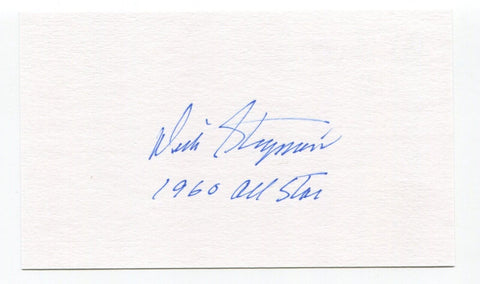 Dick Stigman
1960 All Star